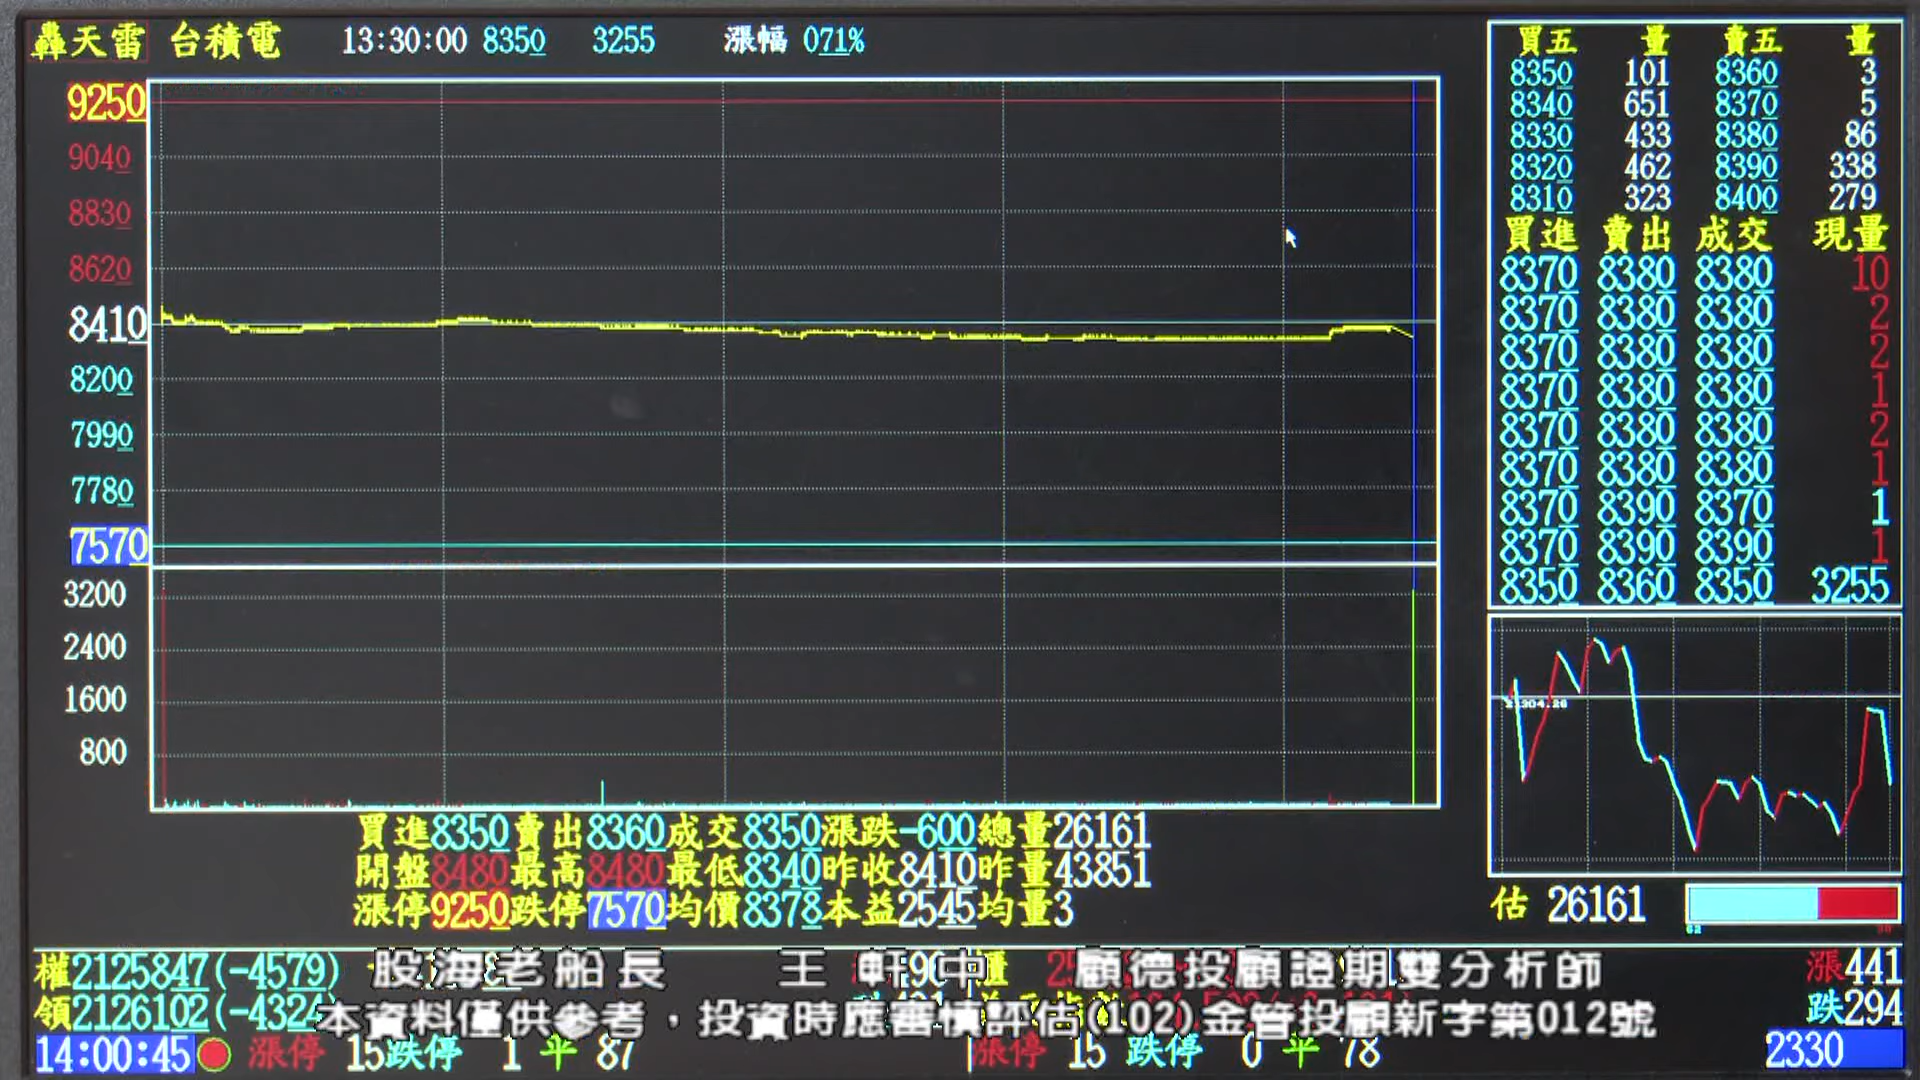 轟天雷 台積電 13:30:00 8350 3255 漲幅 071%
9250
9040
8830
8620
8410
8200
7990
7780
7570
3200
2400
1600
800
買五 量 賣五 量
8350 101 8360 3
8340 651 8370 5
8330 433 8380 86
8320 462 8390 338
8310 323 8400 279
買進 賣出 成交 現量
8370 8380 8380 10
8370 8380 8380 2
8370 8380 8380 2
8370 8380 8380 1
8370 8380 8380 2
8370 8380 8380 1
8370 8390 8370 1
8370 8390 8390 1
8350 8360 8350 3255
估 26161
買進8350賣出8360成交8350漲跌-600總量26161
開盤8480最高8480最低8340昨收8410昨量43851
漲停9250跌停7570均價8378本益2545均量3
權2125847(-4579)
漲441
股海老船長 王軒中 顧德投顧證期雙分析師
領2126102(-4324
跌294
本資料僅供參考，投資時應審慎評估(102)金管投顧新字第012號
14:00:45 漲停 15跌停 1 平 87 漲停 15 跌停 0 平 78 2330